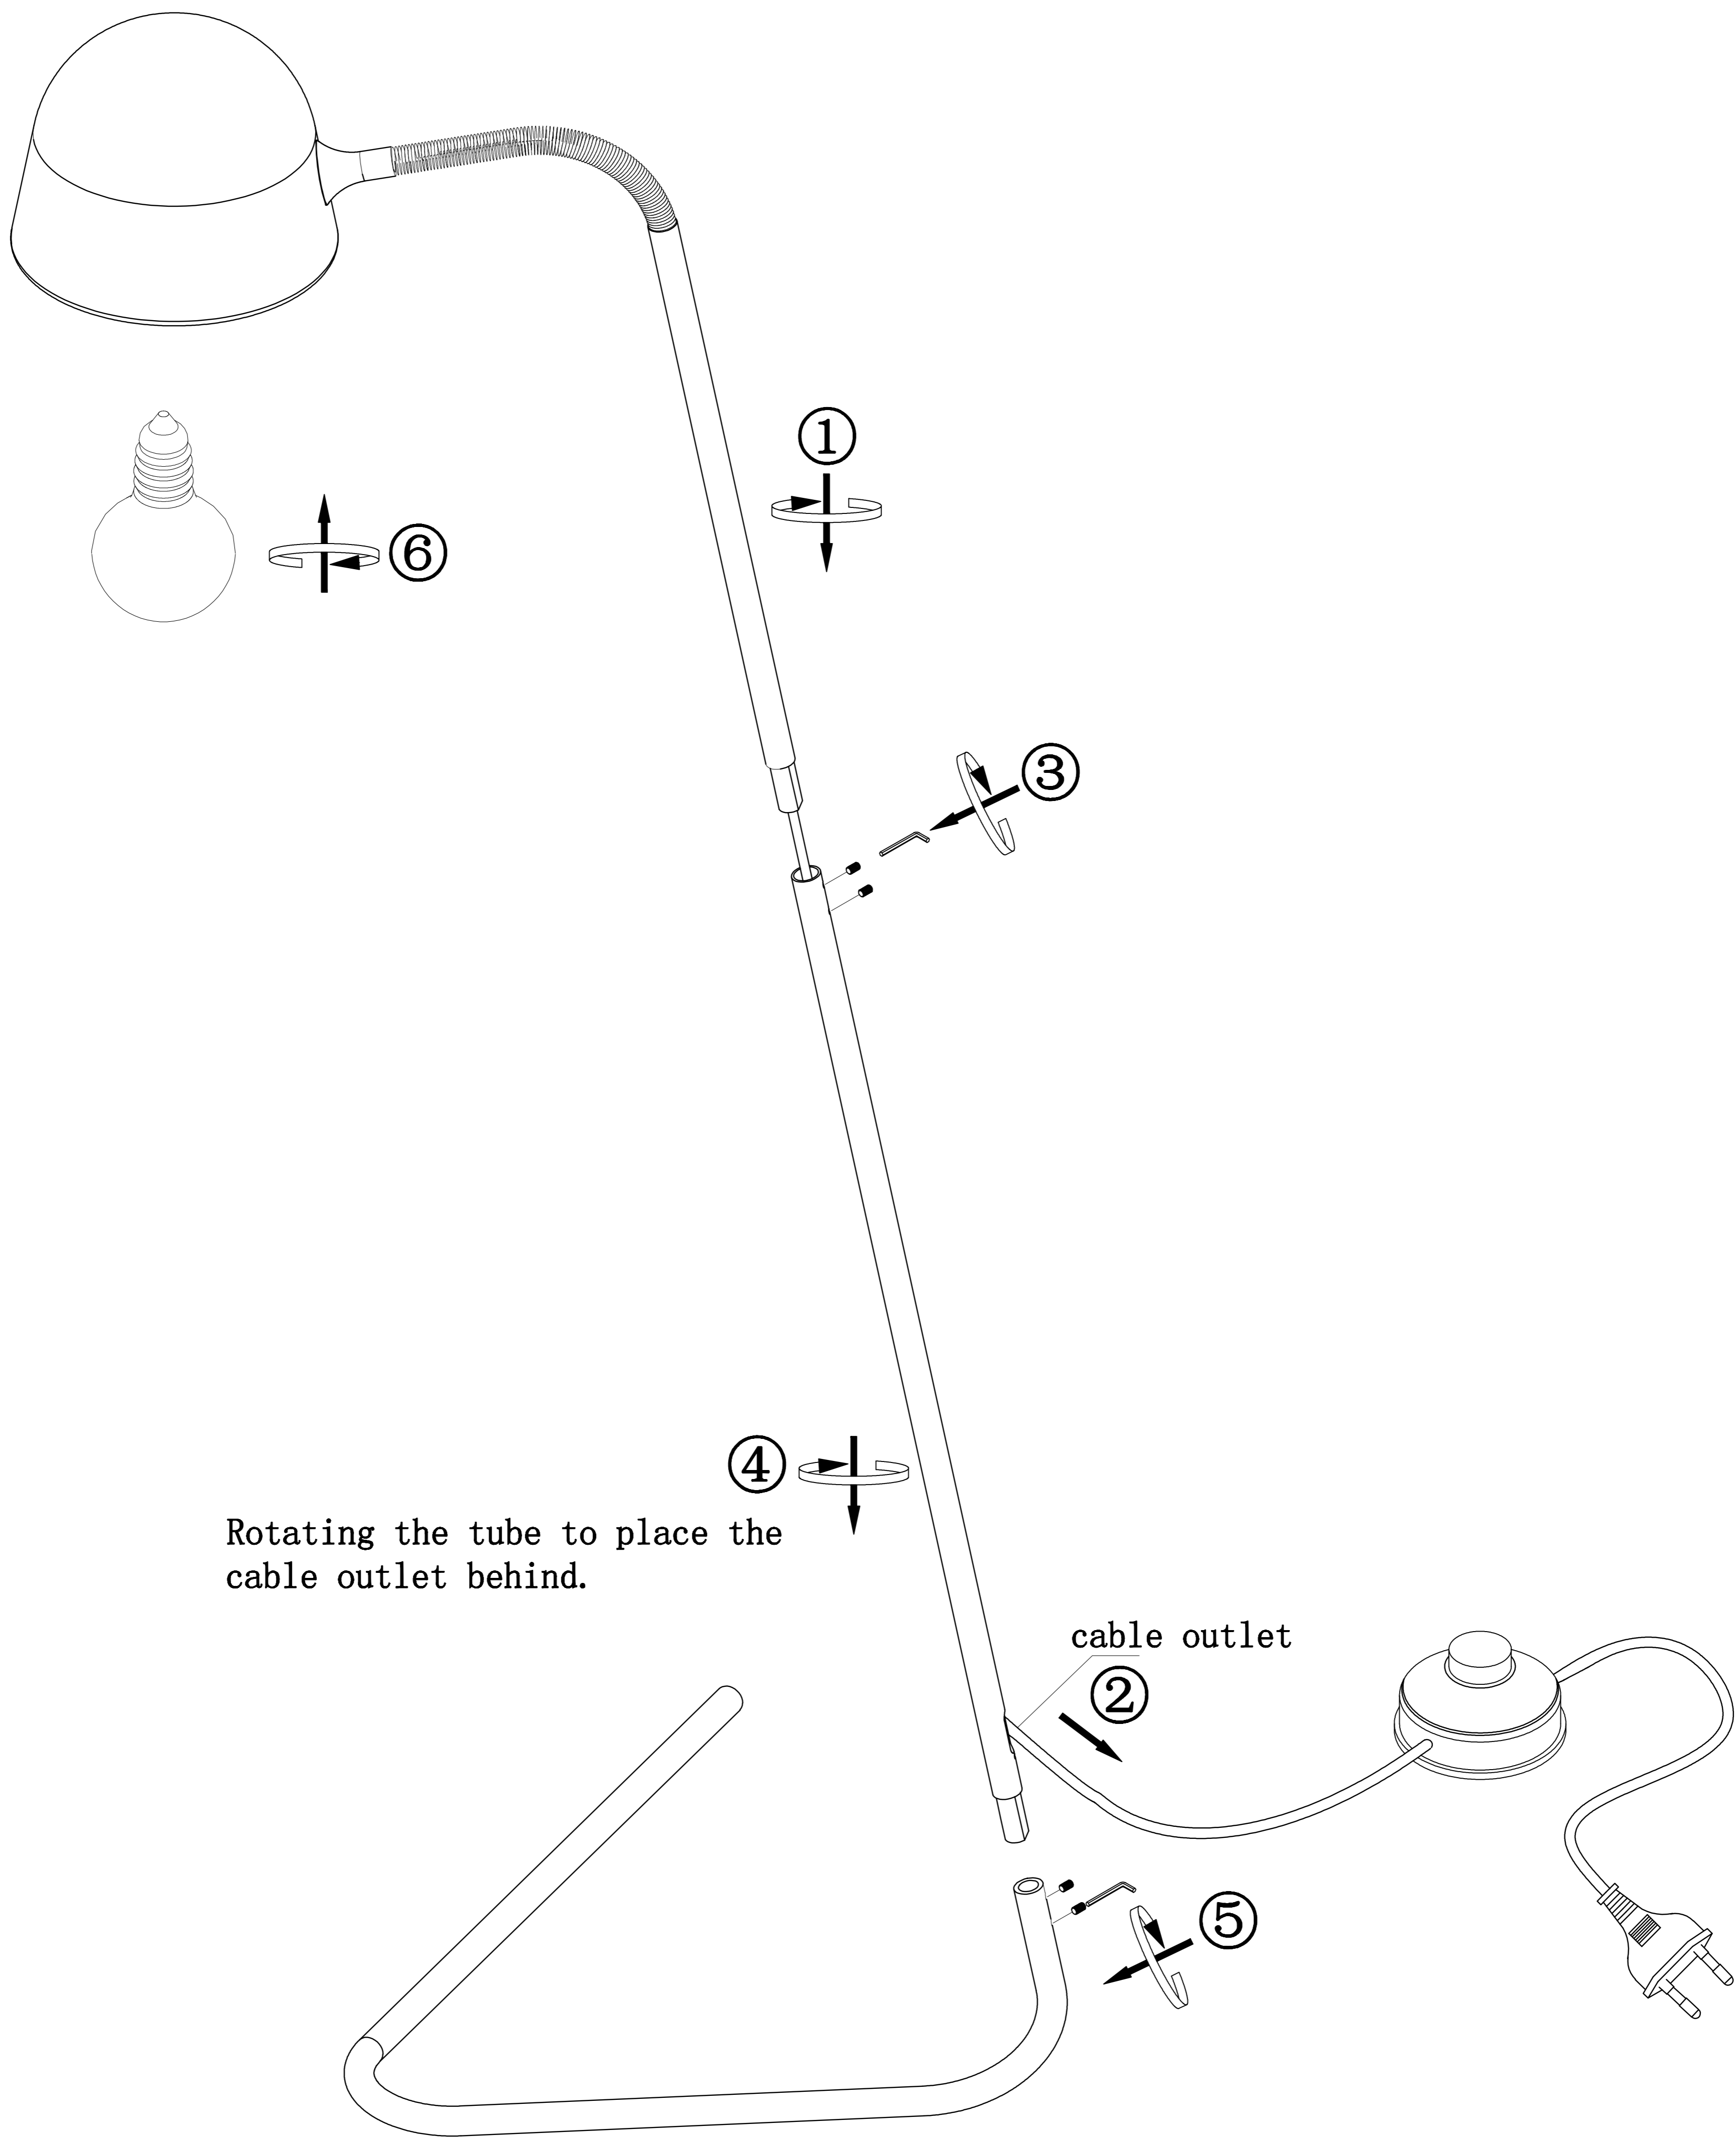 ①
⑥
③
④
Rotating the tube to place the
cable outlet behind.
cable outlet
②
⑤